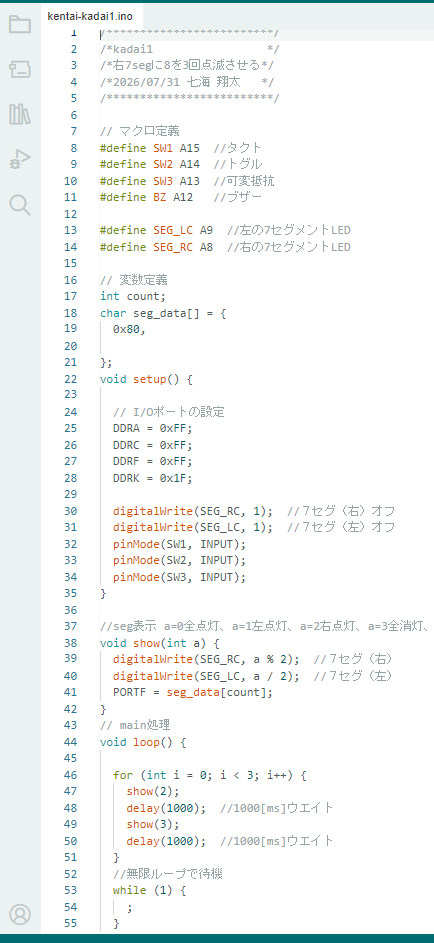 kentai-kadai1.ino
1 /*************************/
2 /*kadai1 */
3 /*右7segに8を3回点滅させる*/
4 /*2026/07/31 七海 翔太 */
5 /*************************/
6
7 // マクロ定義
8 #define SW1 A15 //タクト
9 #define SW2 A14 //トグル
10 #define SW3 A13 //可変抵抗
11 #define BZ A12 //ブザー
12
13 #define SEG_LC A9 //左の7セグメントLED
14 #define SEG_RC A8 //右の7セグメントLED
15
16 // 変数定義
17 int count;
18 char seg_data[] = {
19 0x80,
20
21 };
22 void setup() {
23
24 // I/Oポートの設定
25 DDRA = 0xFF;
26 DDRC = 0xFF;
27 DDRF = 0xFF;
28 DDRK = 0x1F;
29
30 digitalWrite(SEG_RC, 1); //７セグ（右）オフ
31 digitalWrite(SEG_LC, 1); //７セグ（左）オフ
32 pinMode(SW1, INPUT);
33 pinMode(SW2, INPUT);
34 pinMode(SW3, INPUT);
35 }
36
37 //seg表示 a=0全点灯、a=1左点灯、a=2右点灯、a=3全消灯、
38 void show(int a) {
39 digitalWrite(SEG_RC, a % 2); //７セグ（右）
40 digitalWrite(SEG_LC, a / 2); //７セグ（左）
41 PORTF = seg_data[count];
42 }
43 // main処理
44 void loop() {
45
46 for (int i = 0; i < 3; i++) {
47 show(2);
48 delay(1000); //1000[ms]ウエイト
49 show(3);
50 delay(1000); //1000[ms]ウエイト
51 }
52 //無限ループで待機
53 while (1) {
54 ;
55 }